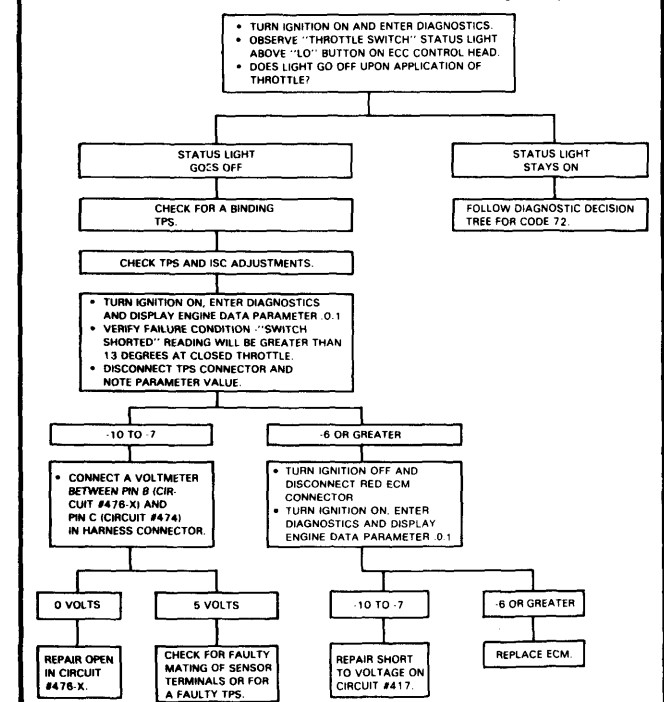 • TURN IGNITION ON AND ENTER DIAGNOSTICS.
• OBSERVE "THROTTLE SWITCH" STATUS LIGHT
ABOVE "LO" BUTTON ON ECC CONTROL HEAD.
• DOES LIGHT GO OFF UPON APPLICATION OF
THROTTLE?
STATUS LIGHT
GOES OFF
STATUS LIGHT
STAYS ON
CHECK FOR A BINDING
TPS.
FOLLOW DIAGNOSTIC DECISION
TREE FOR CODE 72.
CHECK TPS AND ISC ADJUSTMENTS.
• TURN IGNITION ON, ENTER DIAGNOSTICS
AND DISPLAY ENGINE DATA PARAMETER .0.1
• VERIFY FAILURE CONDITION -"SWITCH
SHORTED" READING WILL BE GREATER THAN
13 DEGREES AT CLOSED THROTTLE.
• DISCONNECT TPS CONNECTOR AND
NOTE PARAMETER VALUE.
-10 TO -7
-6 OR GREATER
• CONNECT A VOLTMETER
BETWEEN PIN B (CIR-
CUIT #476-X) AND
PIN C (CIRCUIT #474)
IN HARNESS CONNECTOR.
• TURN IGNITION OFF AND
DISCONNECT RED ECM
CONNECTOR
• TURN IGNITION ON, ENTER
DIAGNOSTICS AND DISPLAY
ENGINE DATA PARAMETER .0.1
0 VOLTS
5 VOLTS
-10 TO -7
-6 OR GREATER
REPAIR OPEN
IN CIRCUIT
#476-X.
CHECK FOR FAULTY
MATING OF SENSOR
TERMINALS OR FOR
A FAULTY TPS.
REPAIR SHORT
TO VOLTAGE ON
CIRCUIT #417.
REPLACE ECM.